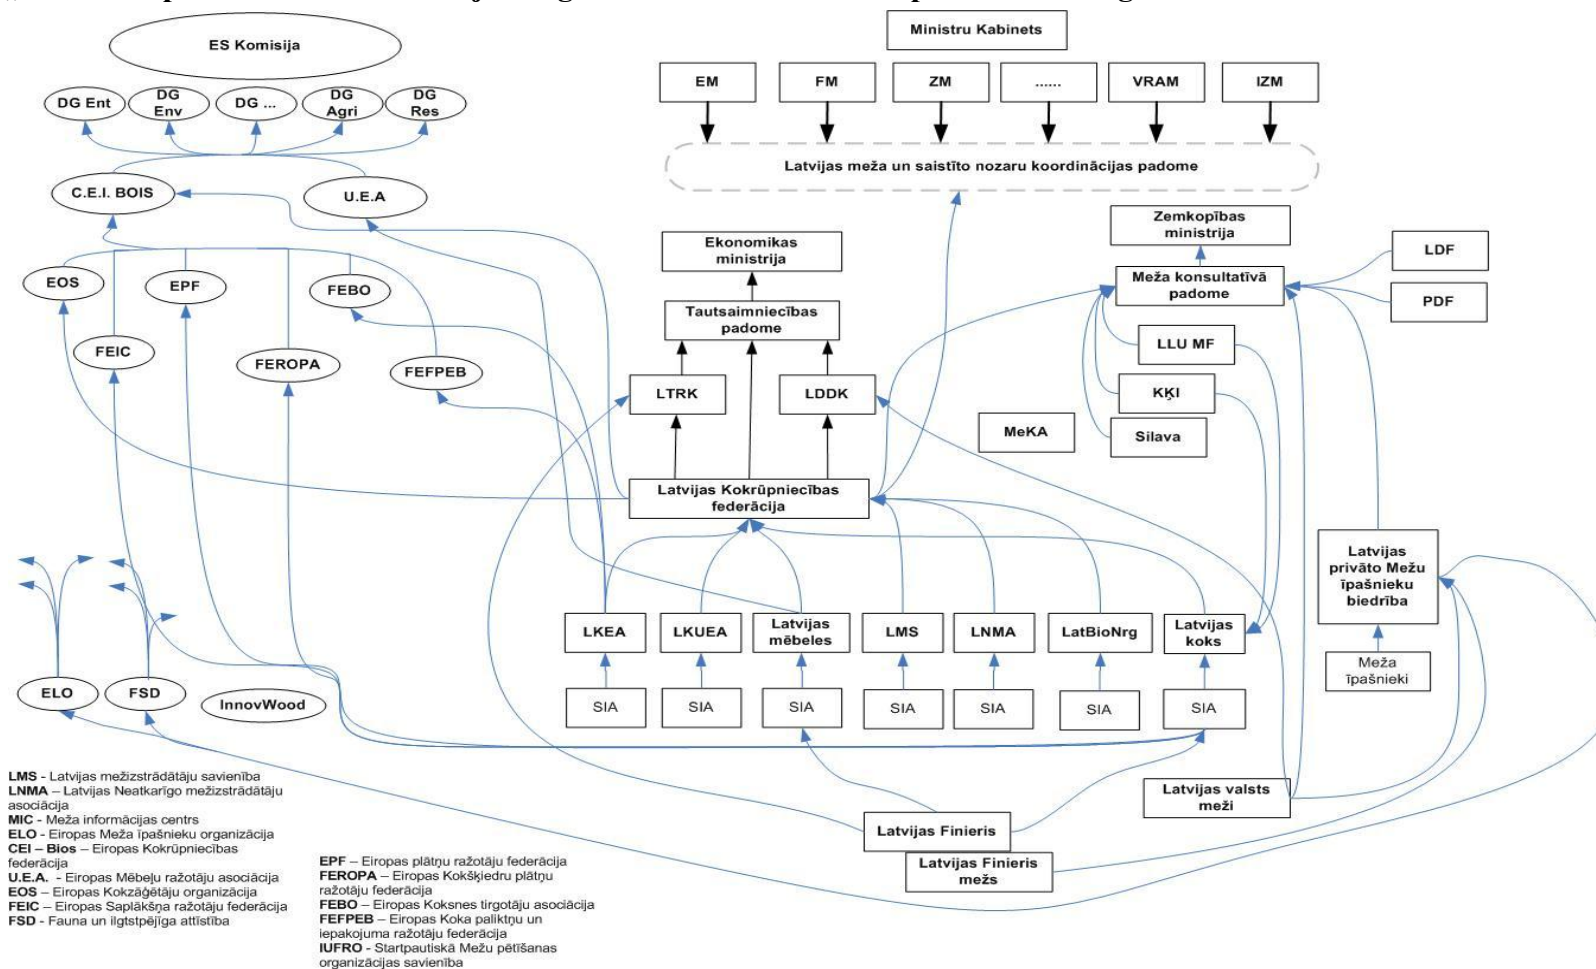 ES Komisija
Ministru Kabinets
DG Ent
DG
Env
DG ...
DG
Agri
DG
Res
EM
FM
ZM
......
VRAM
IZM
Latvijas meža un saistīto nozaru koordinācijas padome
C.E.I. BOIS
U.E.A
Zemkopības
ministrija
Ekonomikas
ministrija
LDF
Meža konsultatīvā
padome
PDF
EOS
EPF
FEBO
Tautsaimniecības
padome
FEIC
FEROPA
FEFPEB
LLU MF
LTRK
LDDK
KĶI
MeKA
Silava
Latvijas Kokrūpniecības
federācija
Latvijas
privāto Mežu
īpašnieku
biedrība
LKEA
LKUEA
Latvijas
mēbeles
LMS
LNMA
LatBioNrg
Latvijas
koks
Meža
īpašnieki
ELO
FSD
InnovWood
SIA
SIA
SIA
SIA
SIA
SIA
SIA
Latvijas valsts
meži
Latvijas Finieris
Latvijas Finieris
mežs
LMS - Latvijas mežizstrādātāju savienība
LNMA – Latvijas Neatkarīgo mežizstrādātāju
asociācija
MIC - Meža informācijas centrs
ELO - Eiropas Meža īpašnieku organizācija
CEI – Bios – Eiropas Kokrūpniecības
federācija
U.E.A. - Eiropas Mēbeļu ražotāju asociācija
EOS – Eiropas Kokzāģētāju organizācija
FEIC – Eiropas Saplākšņa ražotāju federācija
FSD - Fauna un ilgtstpējīga attīstība
EPF – Eiropas plātņu ražotāju federācija
FEROPA – Eiropas Kokšķiedru plātņu
ražotāju federācija
FEBO – Eiropas Koksnes tirgotāju asociācija
FEFPEB – Eiropas Koka paliktņu un
iepakojuma ražotāju federācija
IUFRO - Startpautiskā Mežu pētīšanas
organizācijas savienība